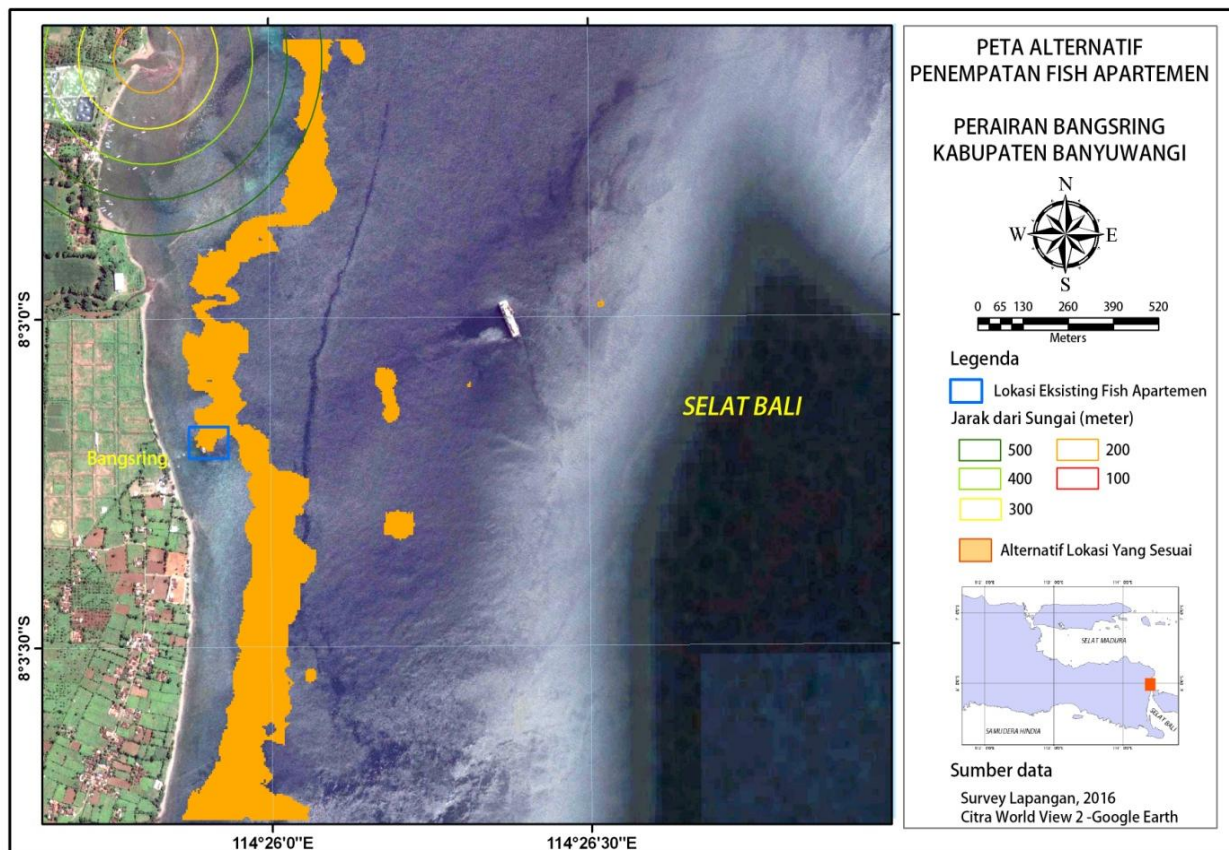 PETA ALTERNATIF
PENEMPATAN FISH APARTEMEN
PERAIRAN BANGSRING
KABUPATEN BANYUWANGI
N
W E
S
0 65 130 260 390 520
Meters
Legenda
Lokasi Eksisting Fish Apartemen
Jarak dari Sungai (meter)
500 200
400 100
300
Alternatif Lokasi Yang Sesuai
SELAT MADURA
SELAT BALI
SAMUDERA HINDIA
Sumber data
Survey Lapangan, 2016
Citra World View 2 -Google Earth
8°3'0"S
8°3'30"S
Bangsring
SELAT BALI
114°26'0"E
114°26'30"E